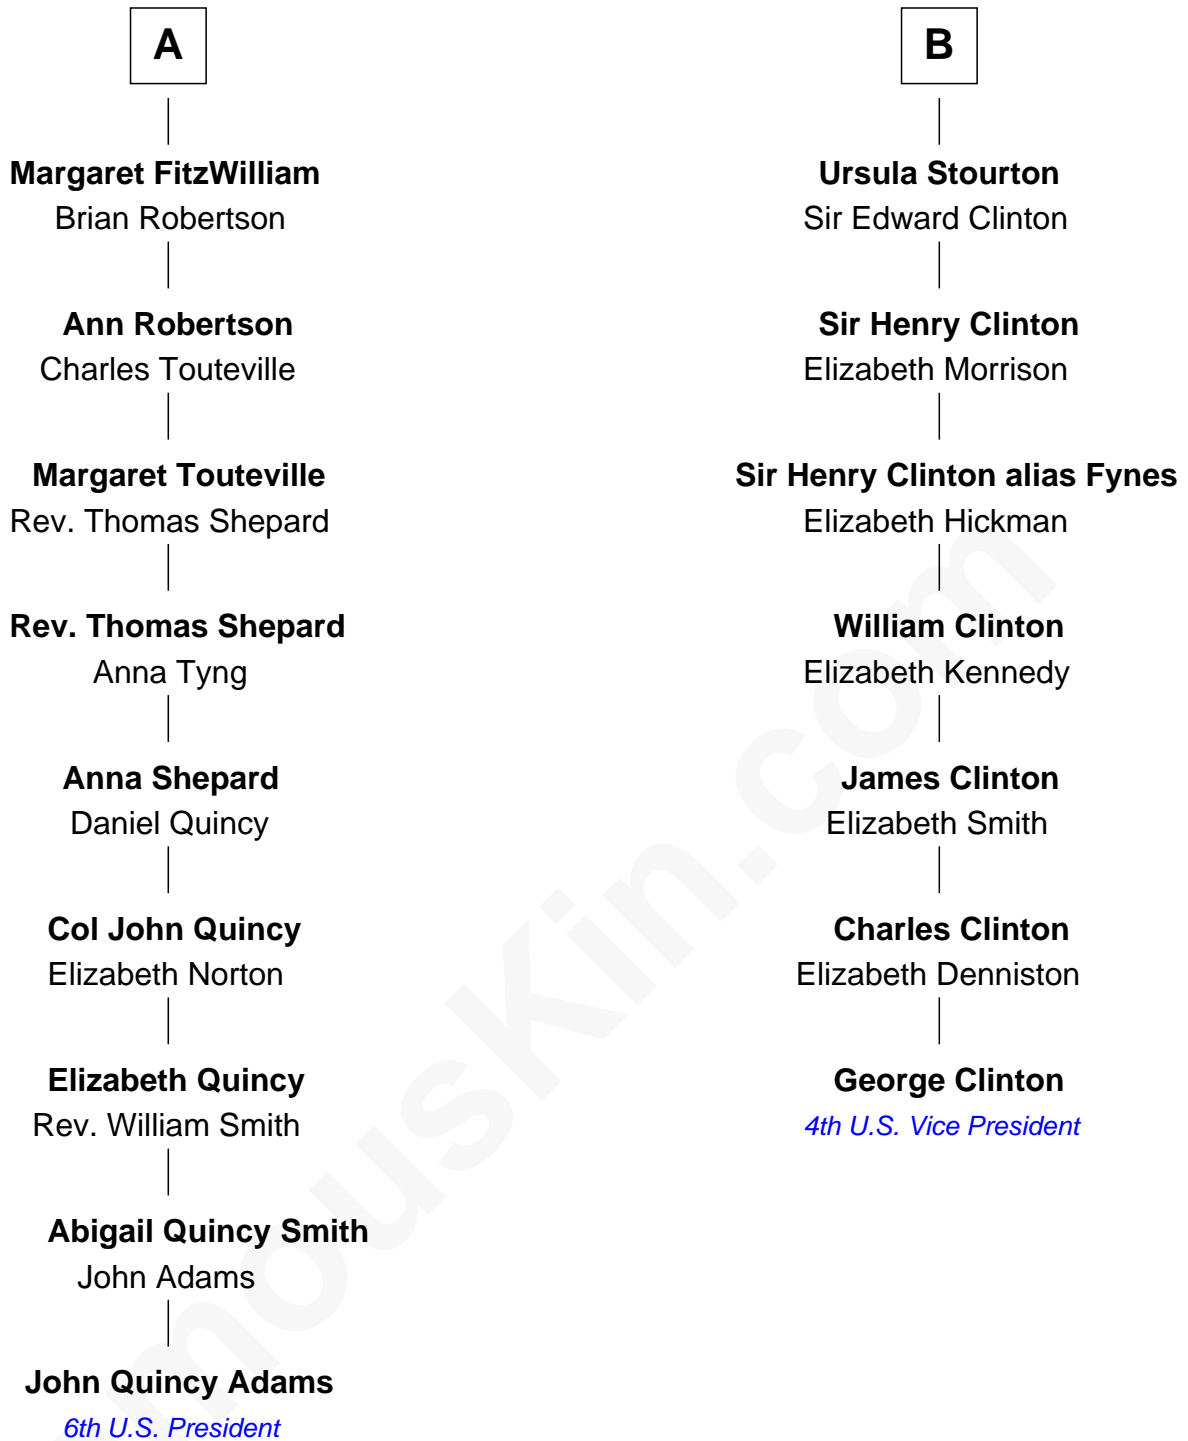 A
Margaret FitzWilliam
Brian Robertson
Ann Robertson
Charles Touteville
Margaret Touteville
Rev. Thomas Shepard
Rev. Thomas Shepard
Anna Tyng
Anna Shepard
Daniel Quincy
Col John Quincy
Elizabeth Norton
Elizabeth Quincy
Rev. William Smith
Abigail Quincy Smith
John Adams
John Quincy Adams
6th U.S. President
B
Ursula Stourton
Sir Edward Clinton
Sir Henry Clinton
Elizabeth Morrison
Sir Henry Clinton alias Fynes
Elizabeth Hickman
William Clinton
Elizabeth Kennedy
James Clinton
Elizabeth Smith
Charles Clinton
Elizabeth Denniston
George Clinton
4th U.S. Vice President
mousKin.com